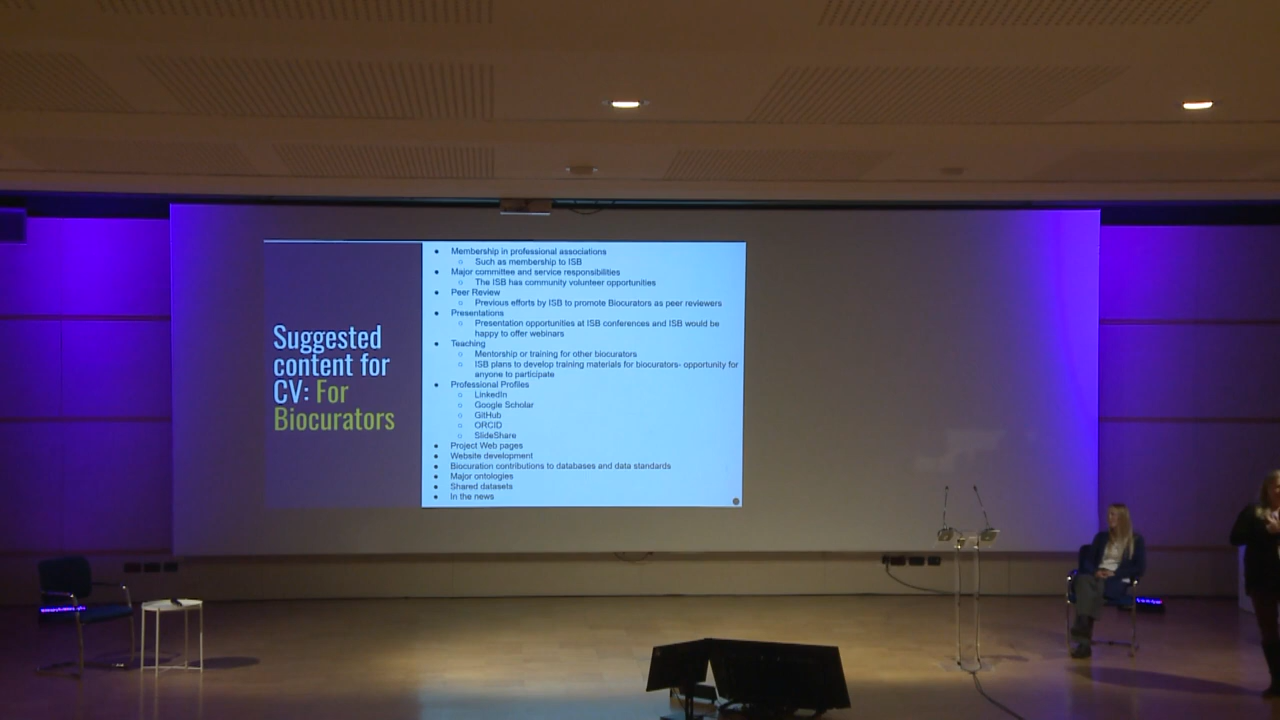 Suggested
content for
CV: For
Biocurators
● Membership in professional associations
○ Such as membership to ISB
● Major committee and service responsibilities
○ The ISB has community volunteer opportunities
● Peer Review
○ Previous efforts by ISB to promote Biocurators as peer reviewers
● Presentations
○ Presentation opportunities at ISB conferences and ISB would be
happy to offer webinars
● Teaching
○ Mentorship or training for other biocurators
○ ISB plans to develop training materials for biocurators- opportunity for
anyone to participate
● Professional Profiles
○ LinkedIn
○ Google Scholar
○ GitHub
○ ORCID
○ SlideShare
● Project Web pages
● Website development
● Biocuration contributions to databases and data standards
● Major ontologies
● Shared datasets
● In the news